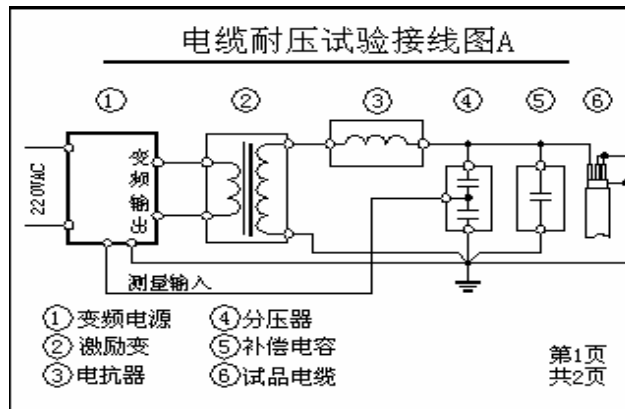 电缆耐压试验接线图A
① ② ③ ④ ⑤ ⑥
220VAC
变频输出
测量输入
①变频电源 ④分压器
②激励变 ⑤补偿电容
③电抗器 ⑥试品电缆
第1页
共2页